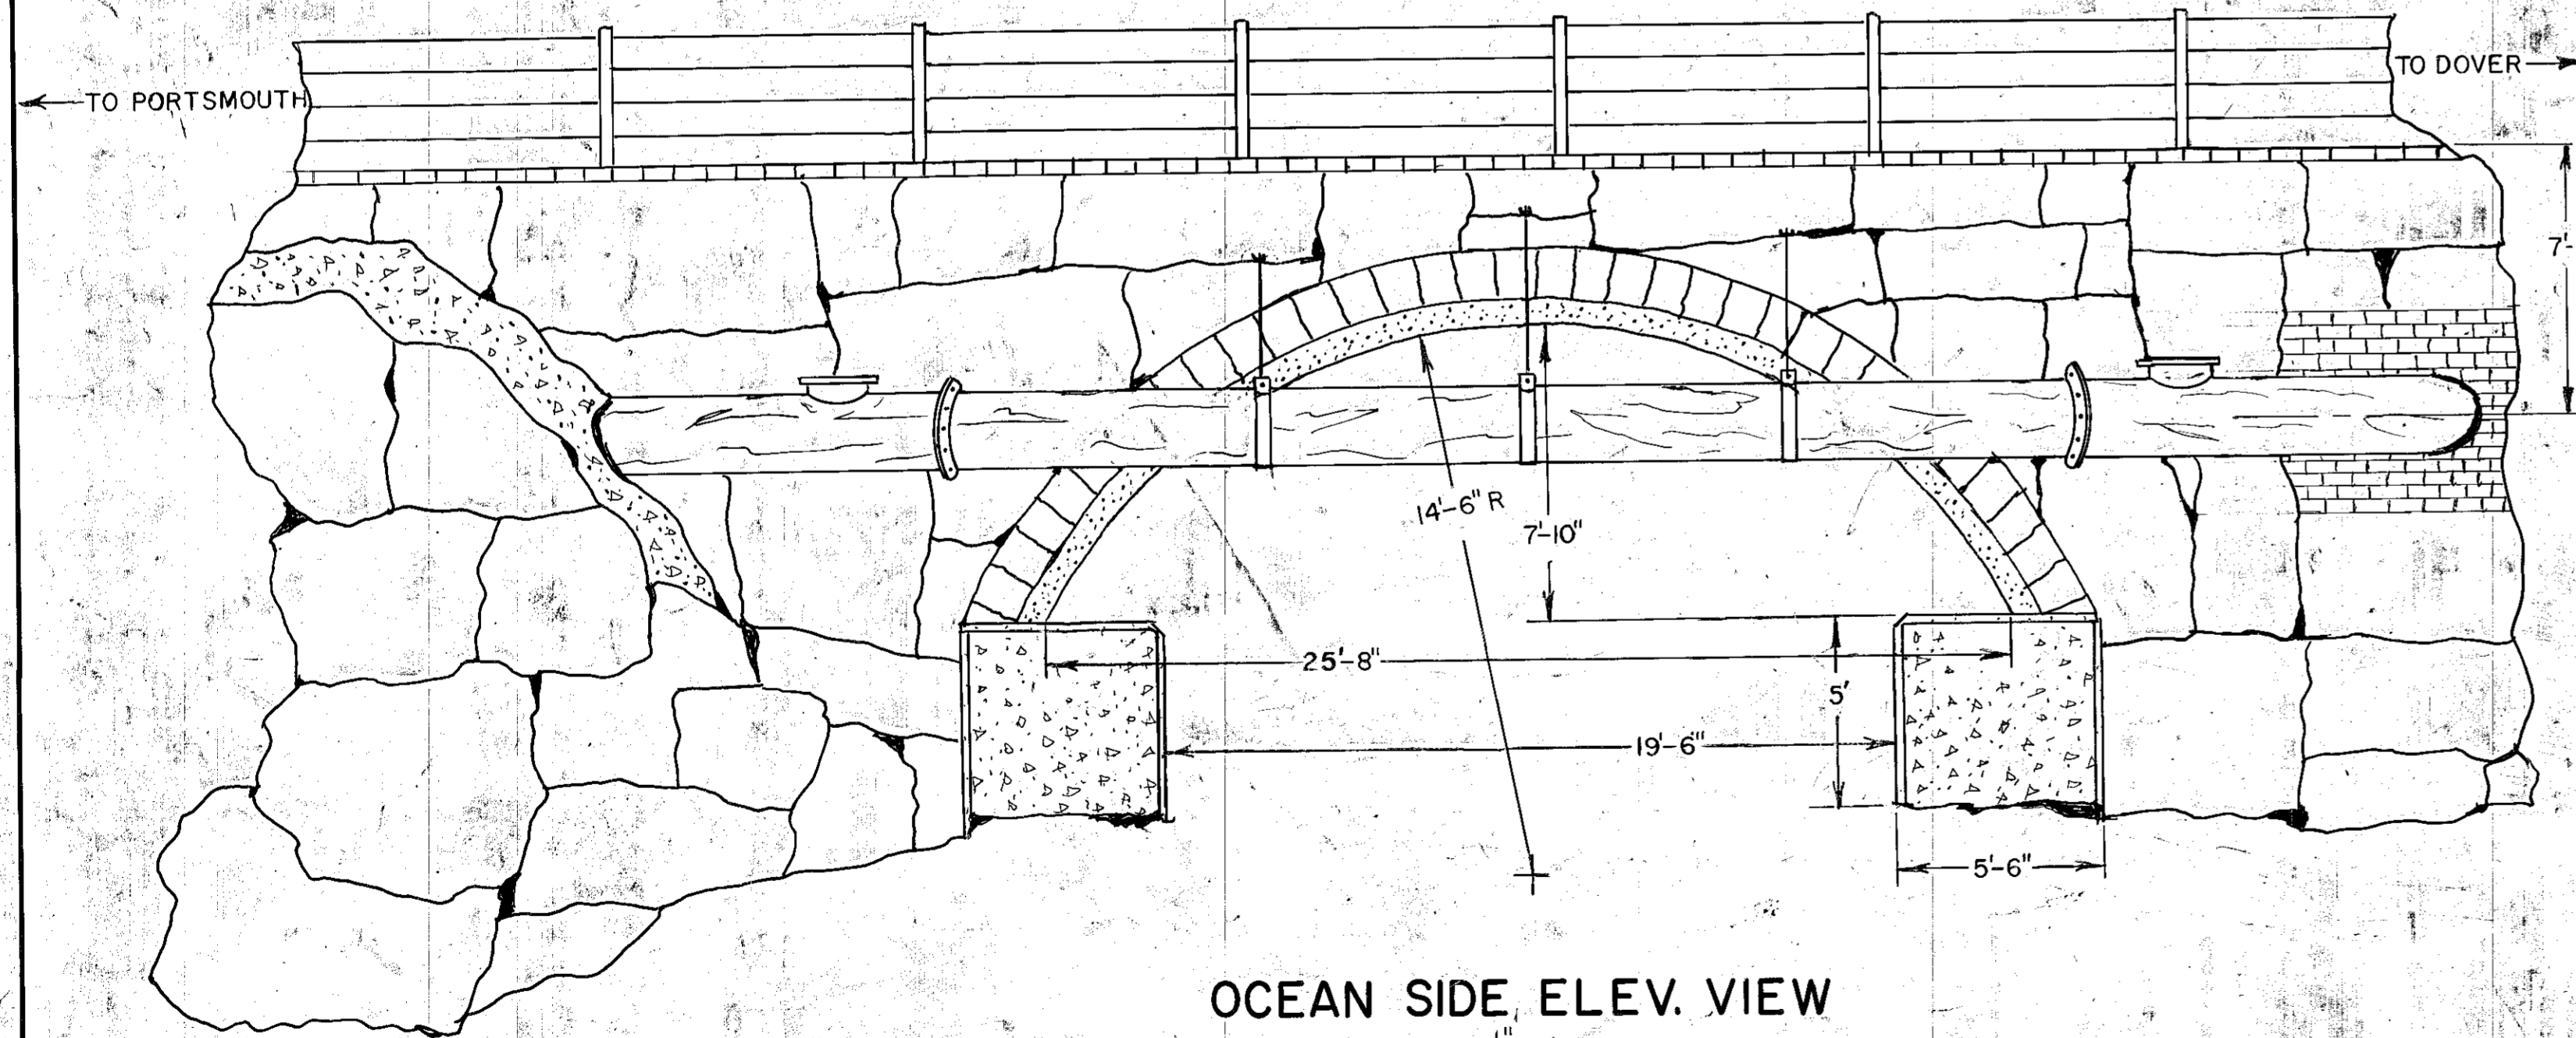 TO PORTSMOUTH
TO DOVER
7'-
14'-6" R
7'-10"
25'-8"
5'
19'-6"
5'-6"
OCEAN SIDE ELEV. VIEW